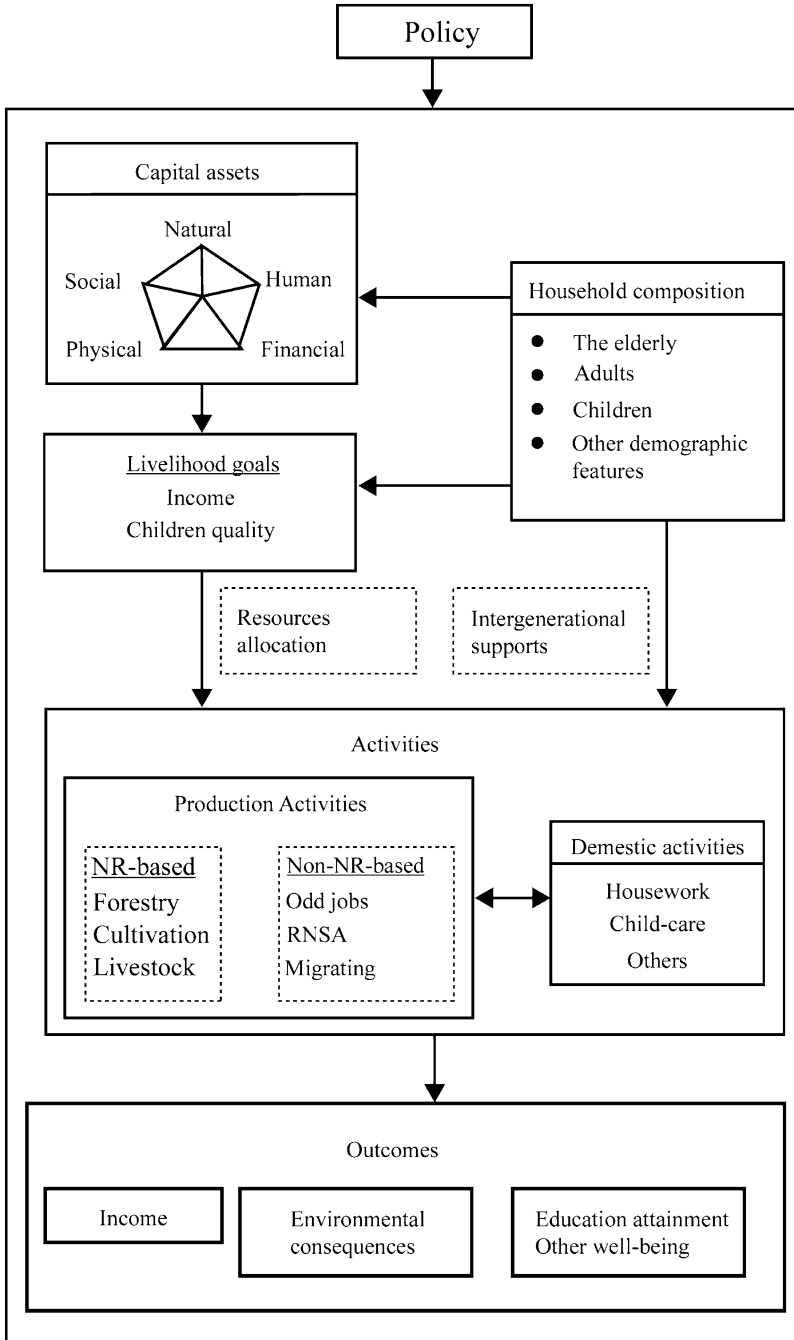 Policy
Capital assets
Natural
Social
Human
Physical
Financial
Household composition
The elderly
Adults
Children
Other demographic
features
Livelihood goals
Income
Children quality
Resources
allocation
Intergenerational
supports
Activities
Production Activities
NR-based
Forestry
Cultivation
Livestock
Non-NR-based
Odd jobs
RNSA
Migrating
Demestic activities
Housework
Child-care
Others
Outcomes
Income
Environmental
consequences
Education attainment
Other well-being